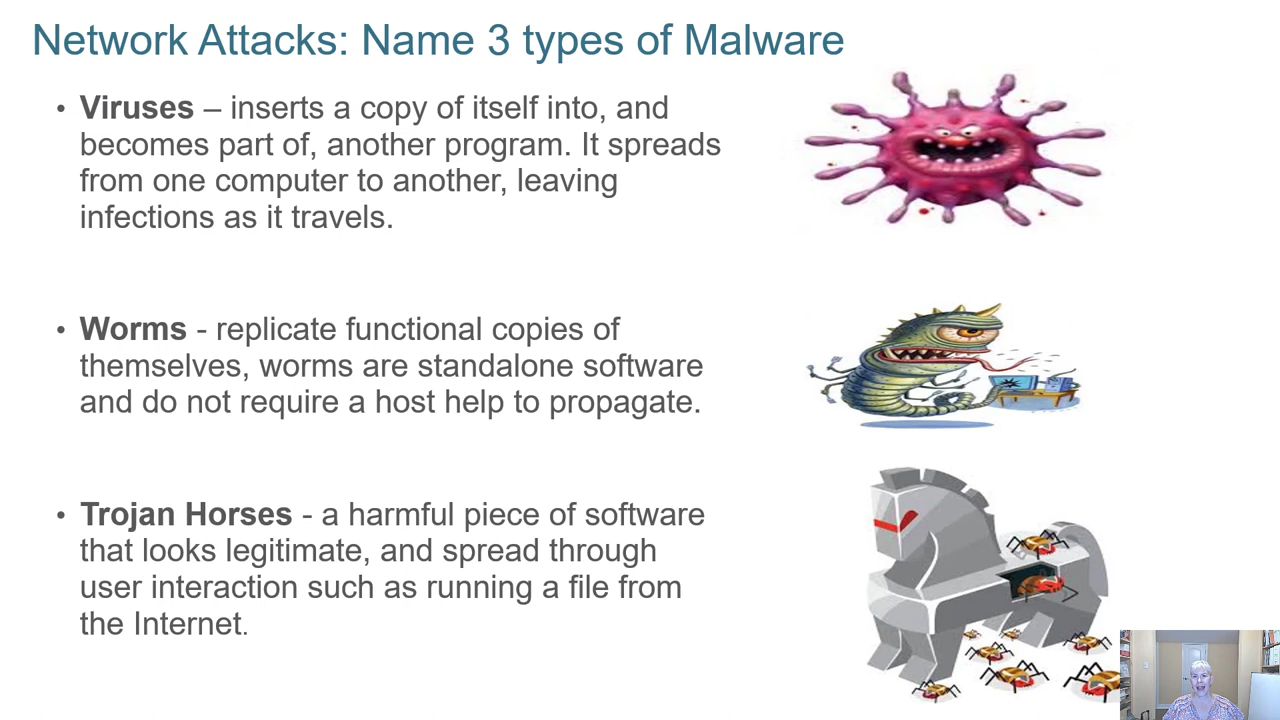 Network Attacks: Name 3 types of Malware
• Viruses – inserts a copy of itself into, and
becomes part of, another program. It spreads
from one computer to another, leaving
infections as it travels.
• Worms - replicate functional copies of
themselves, worms are standalone software
and do not require a host help to propagate.
• Trojan Horses - a harmful piece of software
that looks legitimate, and spread through
user interaction such as running a file from
the Internet.